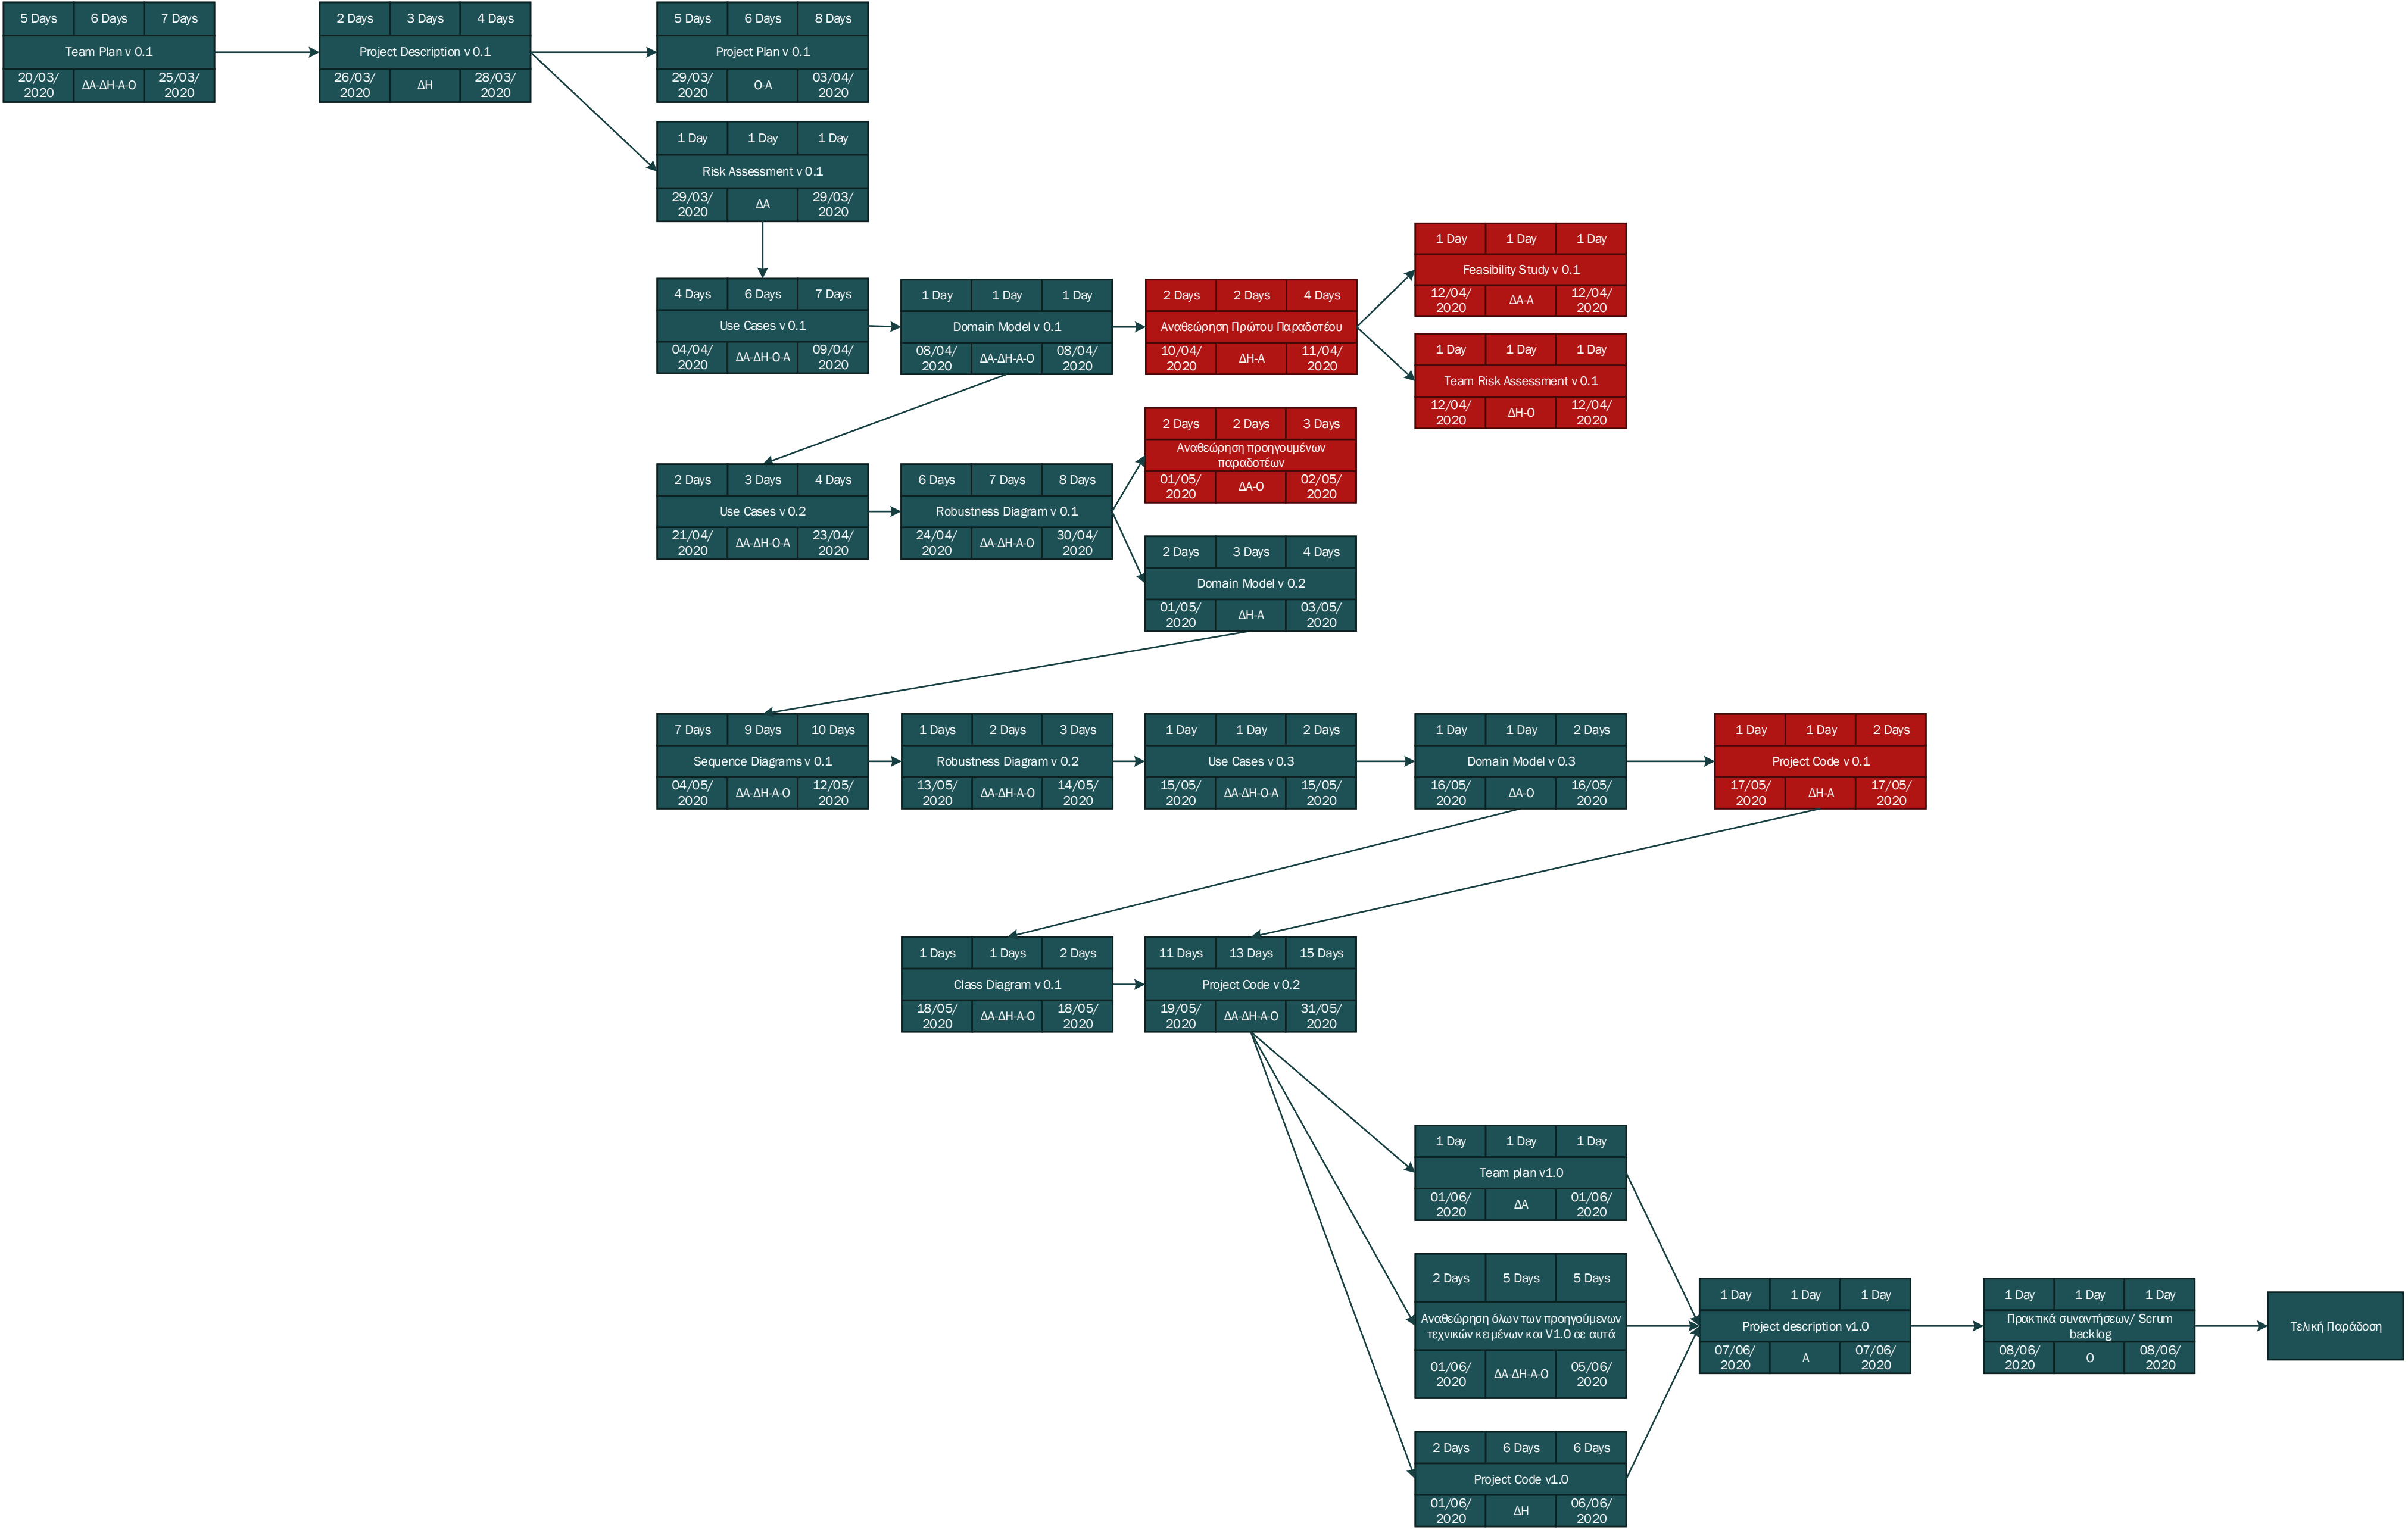 5 Days 6 Days 7 Days
Team Plan v 0.1
20/03/
2020
ΔΑ-ΔΗ-Α-Ο
25/03/
2020
2 Days 3 Days 4 Days
Project Description v 0.1
26/03/
2020
ΔΗ
28/03/
2020
5 Days 6 Days 8 Days
Project Plan v 0.1
29/03/
2020
Ο-Α
03/04/
2020
1 Day 1 Day 1 Day
Risk Assessment v 0.1
29/03/
2020
ΔΑ
29/03/
2020
4 Days 6 Days 7 Days
Use Cases v 0.1
04/04/
2020
ΔΑ-ΔΗ-Ο-Α
09/04/
2020
1 Day 1 Day 1 Day
Domain Model v 0.1
08/04/
2020
ΔΑ-ΔΗ-Α-Ο
08/04/
2020
2 Days 2 Days 4 Days
Αναθεώρηση Πρώτου Παραδοτέου
10/04/
2020
ΔΗ-Α
11/04/
2020
1 Day 1 Day 1 Day
Feasibility Study v 0.1
12/04/
2020
ΔΑ-Α
12/04/
2020
1 Day 1 Day 1 Day
Team Risk Assessment v 0.1
12/04/
2020
ΔΗ-Ο
12/04/
2020
2 Days 3 Days 4 Days
Use Cases v 0.2
21/04/
2020
ΔΑ-ΔΗ-Ο-Α
23/04/
2020
6 Days 7 Days 8 Days
Robustness Diagram v 0.1
24/04/
2020
ΔΑ-ΔΗ-Α-Ο
30/04/
2020
2 Days 2 Days 3 Days
Αναθεώρηση προηγουμένων
παραδοτέων
01/05/
2020
ΔΑ-Ο
02/05/
2020
2 Days 3 Days 4 Days
Domain Model v 0.2
01/05/
2020
ΔΗ-Α
03/05/
2020
7 Days 9 Days 10 Days
Sequence Diagrams v 0.1
04/05/
2020
ΔΑ-ΔΗ-Α-Ο
12/05/
2020
1 Days 2 Days 3 Days
Robustness Diagram v 0.2
13/05/
2020
ΔΑ-ΔΗ-Α-Ο
14/05/
2020
1 Day 1 Day 2 Days
Use Cases v 0.3
15/05/
2020
ΔΑ-ΔΗ-Ο-Α
15/05/
2020
1 Day 1 Day 2 Days
Domain Model v 0.3
16/05/
2020
ΔΑ-Ο
16/05/
2020
1 Day 1 Day 2 Days
Project Code v 0.1
17/05/
2020
ΔΗ-Α
17/05/
2020
1 Days 1 Days 2 Days
Class Diagram v 0.1
18/05/
2020
ΔΑ-ΔΗ-Α-Ο
18/05/
2020
11 Days 13 Days 15 Days
Project Code v 0.2
19/05/
2020
ΔΑ-ΔΗ-Α-Ο
31/05/
2020
1 Day 1 Day 1 Day
Team plan v1.0
01/06/
2020
ΔΑ
01/06/
2020
2 Days 5 Days 5 Days
Αναθεώρηση όλων των προηγούμενων
τεχνικών κειμένων και V1.0 σε αυτά
01/06/
2020
ΔΑ-ΔΗ-Α-Ο
05/06/
2020
2 Days 6 Days 6 Days
Project Code v1.0
01/06/
2020
ΔΗ
06/06/
2020
1 Day 1 Day 1 Day
Project description v1.0
07/06/
2020
Α
07/06/
2020
1 Day 1 Day 1 Day
Πρακτικά συναντήσεων/ Scrum
backlog
08/06/
2020
Ο
08/06/
2020
Τελική Παράδοση